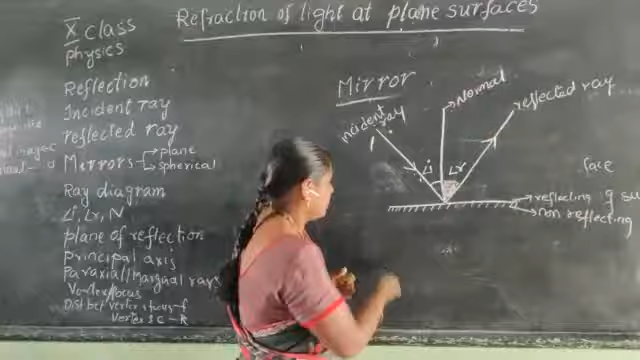 X class
physics
Refraction of light at plane surfaces
Reflection
Incident ray
reflected ray
Mirrors plane
spherical
Ray diagram
∠i, ∠r, N
plane of reflection
principal axis
Paraxial/Marginal rays
Vertex/focus
Dist bet vertex & focus - f
Vertex & C - R
Mirror
incident ray
Normal
reflected ray
∠i
∠r
face
reflecting
non reflecting